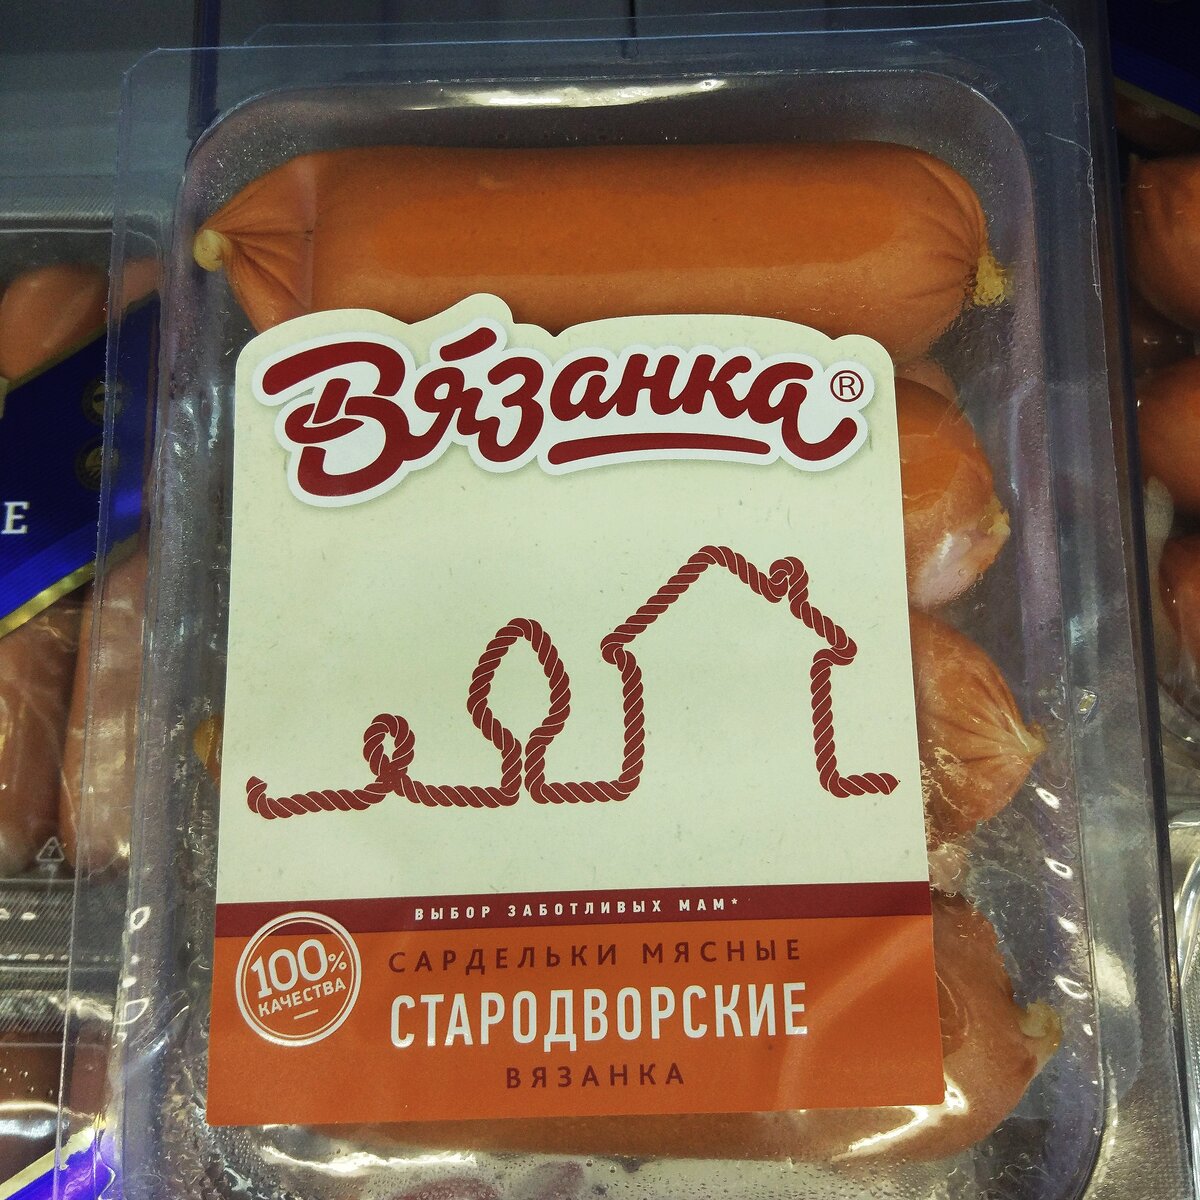 Вязанка®
ВЫБОР ЗАБОТЛИВЫХ МАМ*
100%
КАЧЕСТВА
САРДЕЛЬКИ МЯСНЫЕ
СТАРОДВОРСКИЕ
ВЯЗАНКА
Е